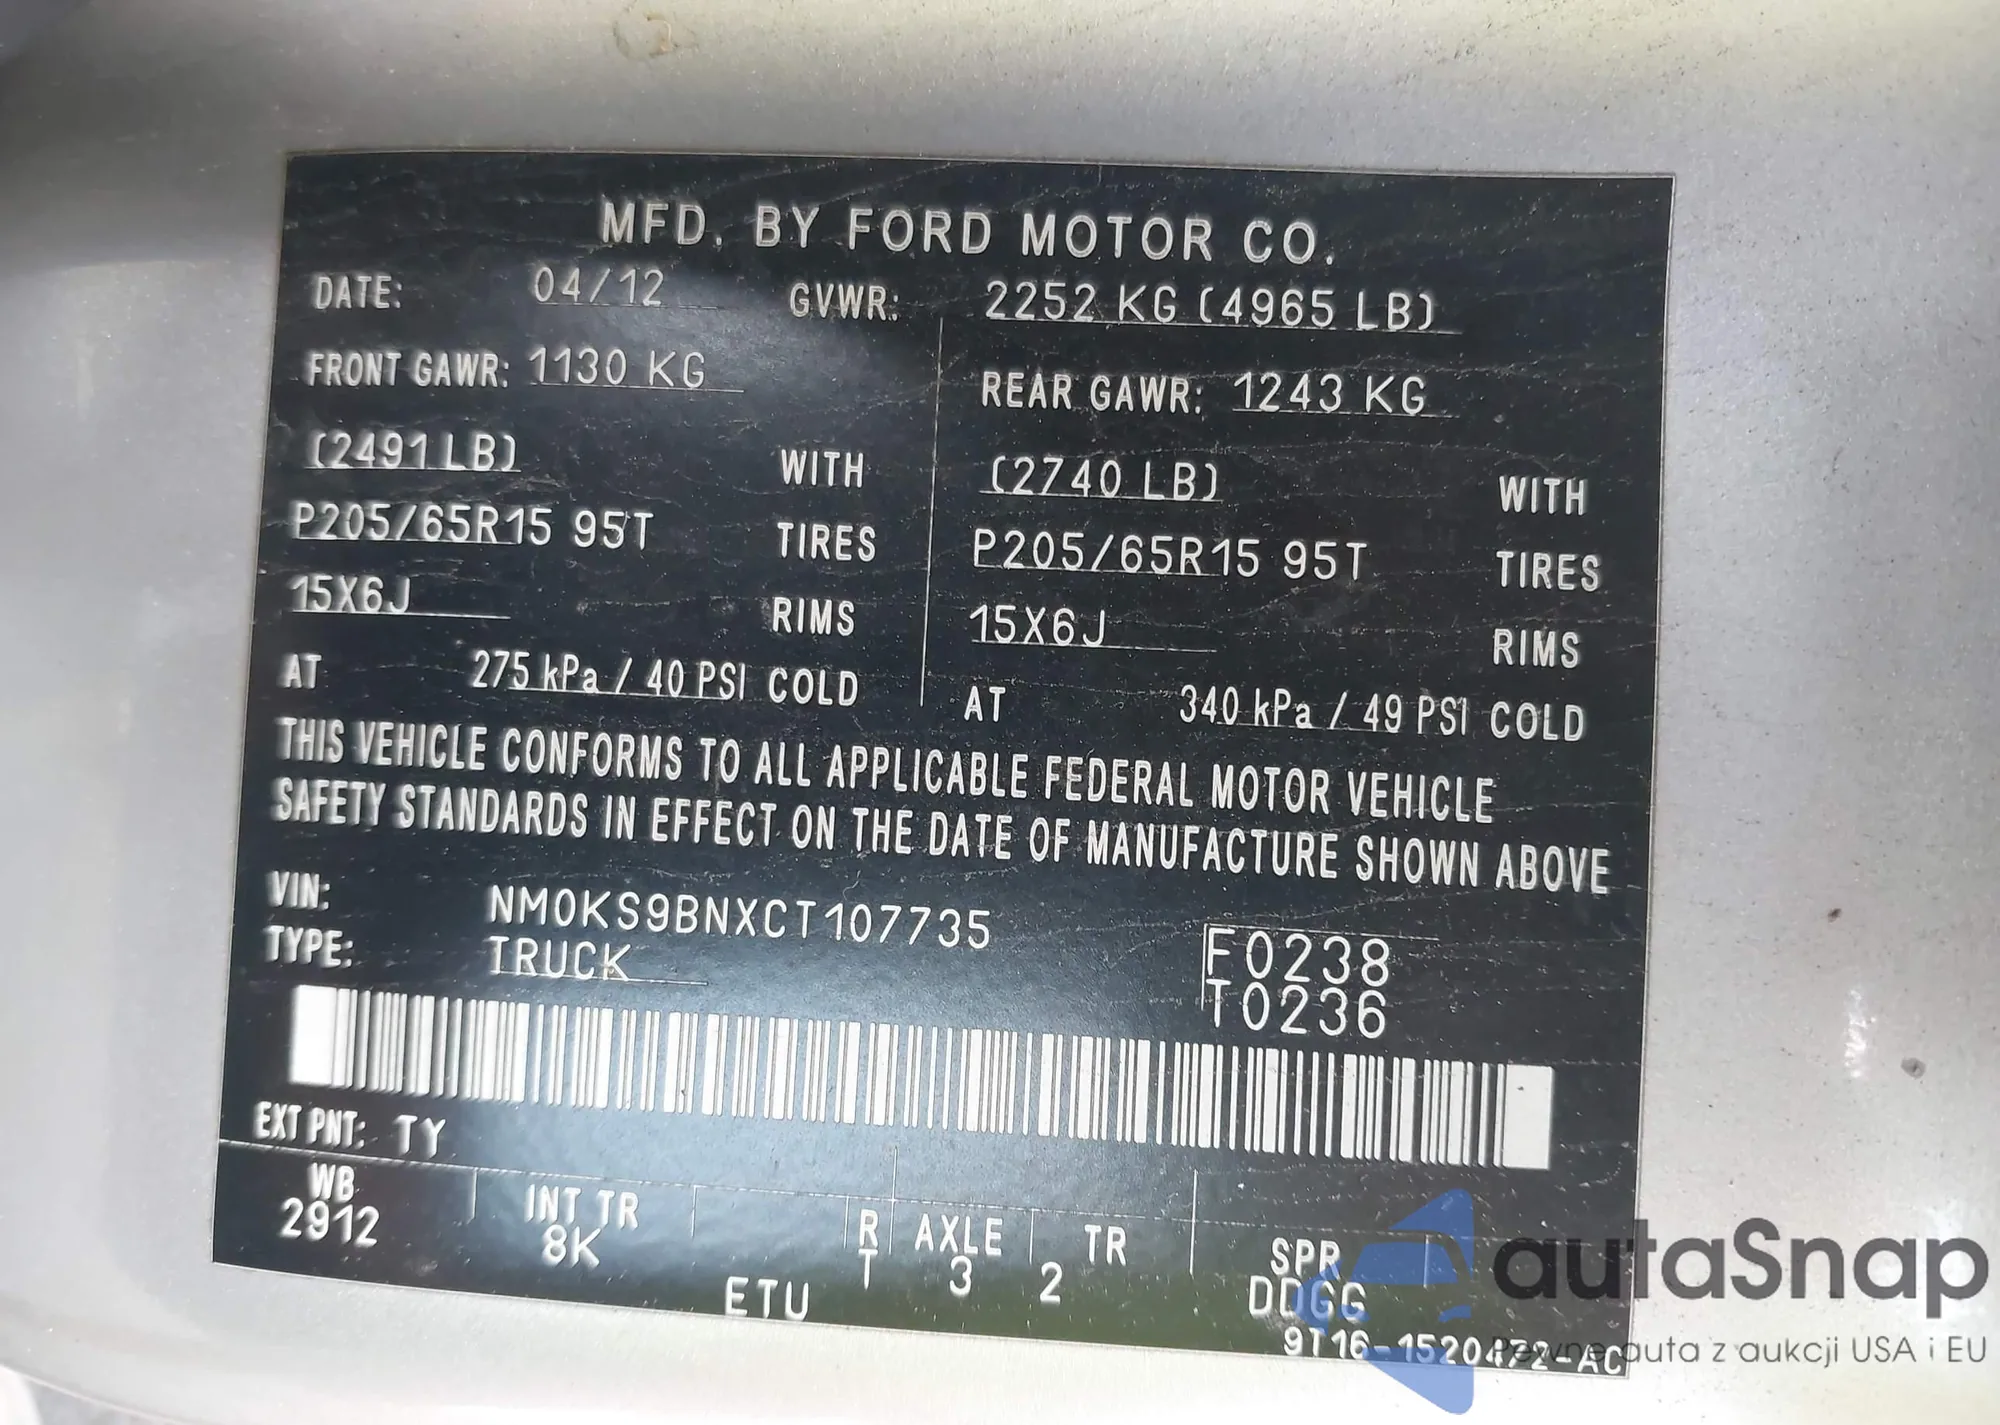 MFD. BY FORD MOTOR CO.
DATE: 04/12 GVWR: 2252 KG (4965 LB)
FRONT GAWR: 1130 KG REAR GAWR: 1243 KG
(2491 LB) WITH (2740 LB) WITH
P205/65R15 95T TIRES P205/65R15 95T TIRES
15X6J RIMS 15X6J RIMS
AT 275 kPa / 40 PSI COLD AT 340 kPa / 49 PSI COLD
THIS VEHICLE CONFORMS TO ALL APPLICABLE FEDERAL MOTOR VEHICLE
SAFETY STANDARDS IN EFFECT ON THE DATE OF MANUFACTURE SHOWN ABOVE
VIN: NM0KS9BNXCT107735
TYPE: TRUCK
F0238
T0236
EXT PNT: TY
WB INT TR R AXLE TR SPR
2912 8K ETU T 3 2 DDGG
9T16-1520472-AC
autaSnap
Pewne auta z aukcji USA i EU